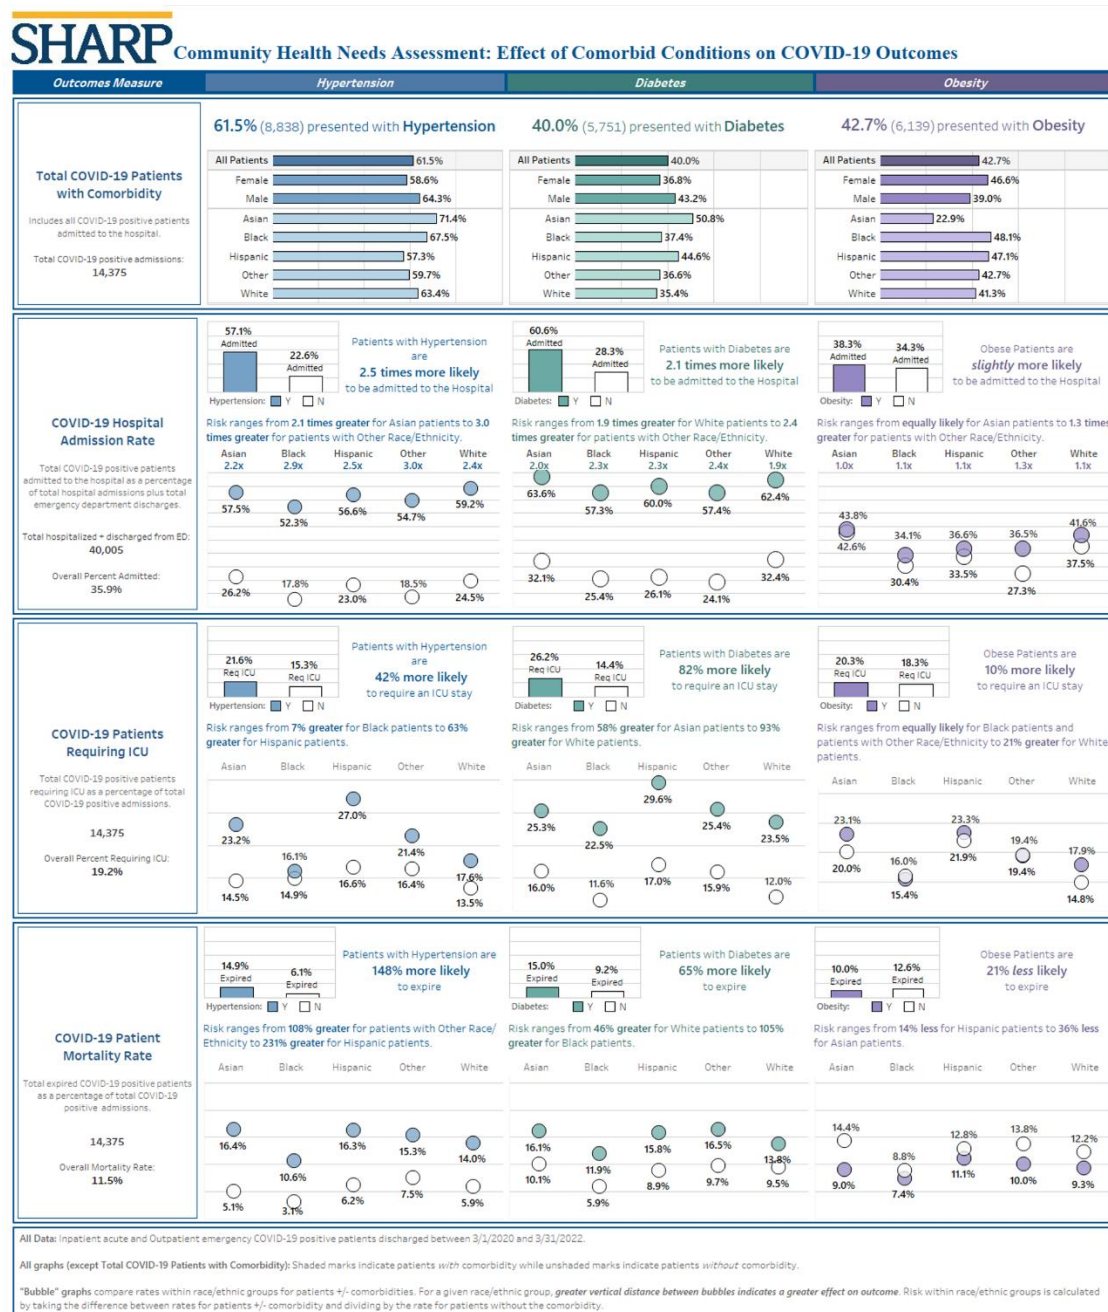 SHARP Community Health Needs Assessment: Effect of Comorbid Conditions on COVID-19 Outcomes
Outcomes Measure Hypertension Diabetes Obesity
Total COVID-19 Patients
with Comorbidity
Includes all COVID-19 positive patients
admitted to the hospital.
Total COVID-19 positive admissions:
14,375
61.5% (8,838) presented with Hypertension
All Patients 61.5%
Female 58.6%
Male 64.3%
Asian 71.4%
Black 67.5%
Hispanic 57.3%
Other 59.7%
White 63.4%
40.0% (5,751) presented with Diabetes
All Patients 40.0%
Female 36.8%
Male 43.2%
Asian 50.8%
Black 37.4%
Hispanic 44.6%
Other 36.6%
White 35.4%
42.7% (6,139) presented with Obesity
All Patients 42.7%
Female 46.6%
Male 39.0%
Asian 22.9%
Black 48.1%
Hispanic 47.1%
Other 42.7%
White 41.3%
COVID-19 Hospital
Admission Rate
Total COVID-19 positive patients
admitted to the hospital as a percentage
of total hospital admissions plus total
emergency department discharges.
Total hospitalized + discharged from ED:
40,005
Overall Percent Admitted:
35.9%
57.1%
Admitted
22.6%
Admitted
Hypertension: Y N
Patients with Hypertension
are
2.5 times more likely
to be admitted to the Hospital
Risk ranges from 2.1 times greater for Asian patients to 3.0
times greater for patients with Other Race/Ethnicity.
Asian Black Hispanic Other White
2.2x 2.9x 2.5x 3.0x 2.4x
57.5% 52.3% 56.6% 54.7% 59.2%
26.2% 17.8% 23.0% 18.5% 24.5%
60.6%
Admitted
28.3%
Admitted
Diabetes: Y N
Patients with Diabetes are
2.1 times more likely
to be admitted to the Hospital
Risk ranges from 1.9 times greater for White patients to 2.4
times greater for patients with Other Race/Ethnicity.
Asian Black Hispanic Other White
2.0x 2.3x 2.3x 2.4x 1.9x
63.6% 57.3% 60.0% 57.4% 62.4%
32.1% 25.4% 26.1% 24.1% 32.4%
38.3%
Admitted
34.3%
Admitted
Obesity: Y N
Obese Patients are
slightly more likely
to be admitted to the Hospital
Risk ranges from equally likely for Asian patients to 1.3 times
greater for patients with Other Race/Ethnicity.
Asian Black Hispanic Other White
1.0x 1.1x 1.1x 1.3x 1.1x
43.8% 34.1% 36.6% 36.5% 41.6%
42.6% 30.4% 33.5% 27.3% 37.5%
COVID-19 Patients
Requiring ICU
Total COVID-19 positive patients
requiring ICU as a percentage of total
COVID-19 positive admissions.
14,375
Overall Percent Requiring ICU:
19.2%
21.6%
Req ICU
15.3%
Req ICU
Hypertension: Y N
Patients with Hypertension
are
42% more likely
to require an ICU stay
Risk ranges from 7% greater for Black patients to 63%
greater for Hispanic patients.
Asian Black Hispanic Other White
23.2% 16.1% 27.0% 21.4% 17.6%
14.5% 14.9% 16.6% 16.4% 13.5%
26.2%
Req ICU
14.4%
Req ICU
Diabetes: Y N
Patients with Diabetes are
82% more likely
to require an ICU stay
Risk ranges from 58% greater for Asian patients to 93%
greater for White patients.
Asian Black Hispanic Other White
25.3% 22.5% 29.6% 25.4% 23.5%
16.0% 11.6% 17.0% 15.9% 12.0%
20.3%
Req ICU
18.3%
Req ICU
Obesity: Y N
Obese Patients are
10% more likely
to require an ICU stay
Risk ranges from equally likely for Black patients and
patients with Other Race/Ethnicity to 21% greater for White
patients.
Asian Black Hispanic Other White
23.1% 16.0% 23.3% 19.4% 17.9%
20.0% 15.4% 21.9% 19.4% 14.8%
COVID-19 Patient
Mortality Rate
Total expired COVID-19 positive patients
as a percentage of total COVID-19
positive admissions.
14,375
Overall Mortality Rate:
11.5%
14.9%
Expired
6.1%
Expired
Hypertension: Y N
Patients with Hypertension are
148% more likely
to expire
Risk ranges from 108% greater for patients with Other Race/
Ethnicity to 231% greater for Hispanic patients.
Asian Black Hispanic Other White
16.4% 10.6% 16.3% 15.3% 14.0%
5.1% 3.1% 6.2% 7.5% 5.9%
15.0%
Expired
9.2%
Expired
Diabetes: Y N
Patients with Diabetes are
65% more likely
to expire
Risk ranges from 46% greater for White patients to 105%
greater for Black patients.
Asian Black Hispanic Other White
16.1% 11.9% 15.8% 16.5% 13.8%
10.1% 5.9% 8.9% 9.7% 9.5%
10.0%
Expired
12.6%
Expired
Obesity: Y N
Obese Patients are
21% less likely
to expire
Risk ranges from 14% less for Hispanic patients to 36% less
for Asian patients.
Asian Black Hispanic Other White
14.4% 8.8% 12.8% 13.8% 12.2%
9.0% 7.4% 11.1% 10.0% 9.3%
All Data: Inpatient acute and Outpatient emergency COVID-19 positive patients discharged between 3/1/2020 and 3/31/2022.
All graphs (except Total COVID-19 Patients with Comorbidity): Shaded marks indicate patients with comorbidity while unshaded marks indicate patients without comorbidity.
"Bubble" graphs compare rates within race/ethnic groups for patients +/- comorbidities. For a given race/ethnic group, greater vertical distance between bubbles indicates a greater effect on outcome. Risk within race/ethnic groups is calculated
by taking the difference between rates for patients +/- comorbidity and dividing by the rate for patients without the comorbidity.